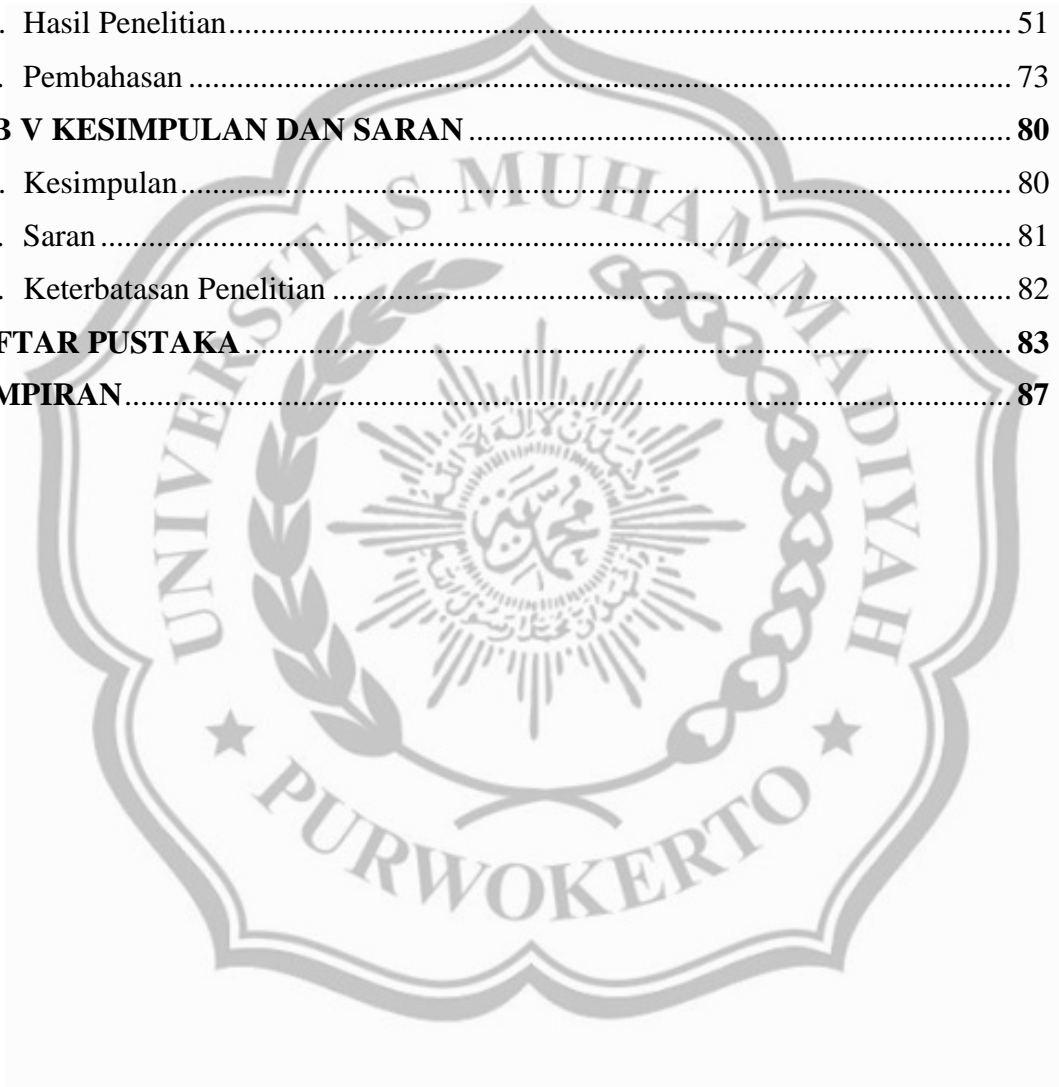 . Hasil Penelitian 51
. Pembahasan 73
B V KESIMPULAN DAN SARAN 80
. Kesimpulan 80
. Saran 81
. Keterbatasan Penelitian 82
FTAR PUSTAKA 83
MPIRAN 87
UNIVERSITAS MUHAMMADIYAH
PURWOKERTO